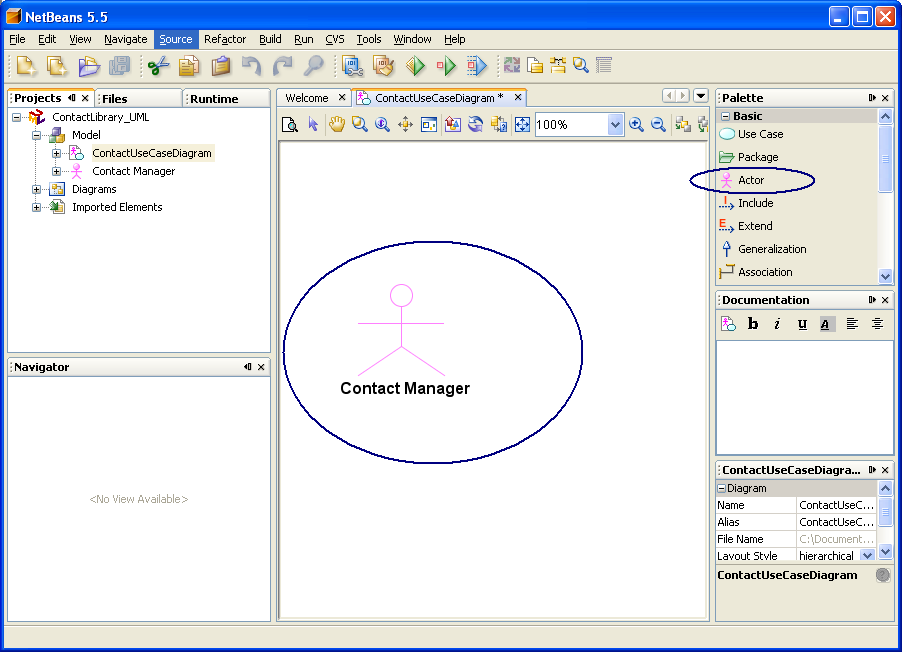 NetBeans 5.5
File Edit View Navigate Source Refactor Build Run CVS Tools Window Help
Projects Files Runtime
ContactLibrary_UML
Model
ContactUseCaseDiagram
Contact Manager
Diagrams
Imported Elements
Navigator
<No View Available>
Welcome ContactUseCaseDiagram *
100%
Contact Manager
Palette
Basic
Use Case
Package
Actor
Include
Extend
Generalization
Association
Documentation
b i u A
ContactUseCaseDiagra...
Diagram
Name ContactUseC...
Alias ContactUseC...
File Name C:\Document...
Layout Style hierarchical
ContactUseCaseDiagram